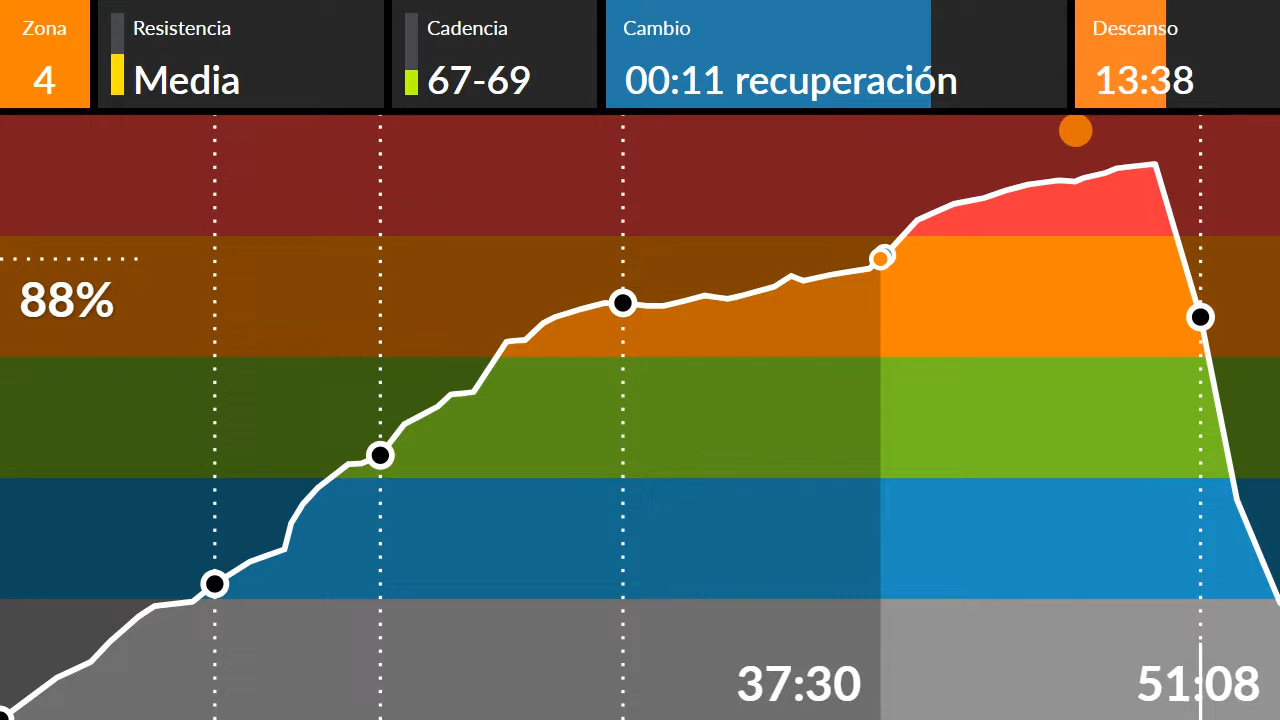 Zona
4
Resistencia
Media
Cadencia
67-69
Cambio
00:11 recuperación
Descanso
13:38
88%
37:30
51:08